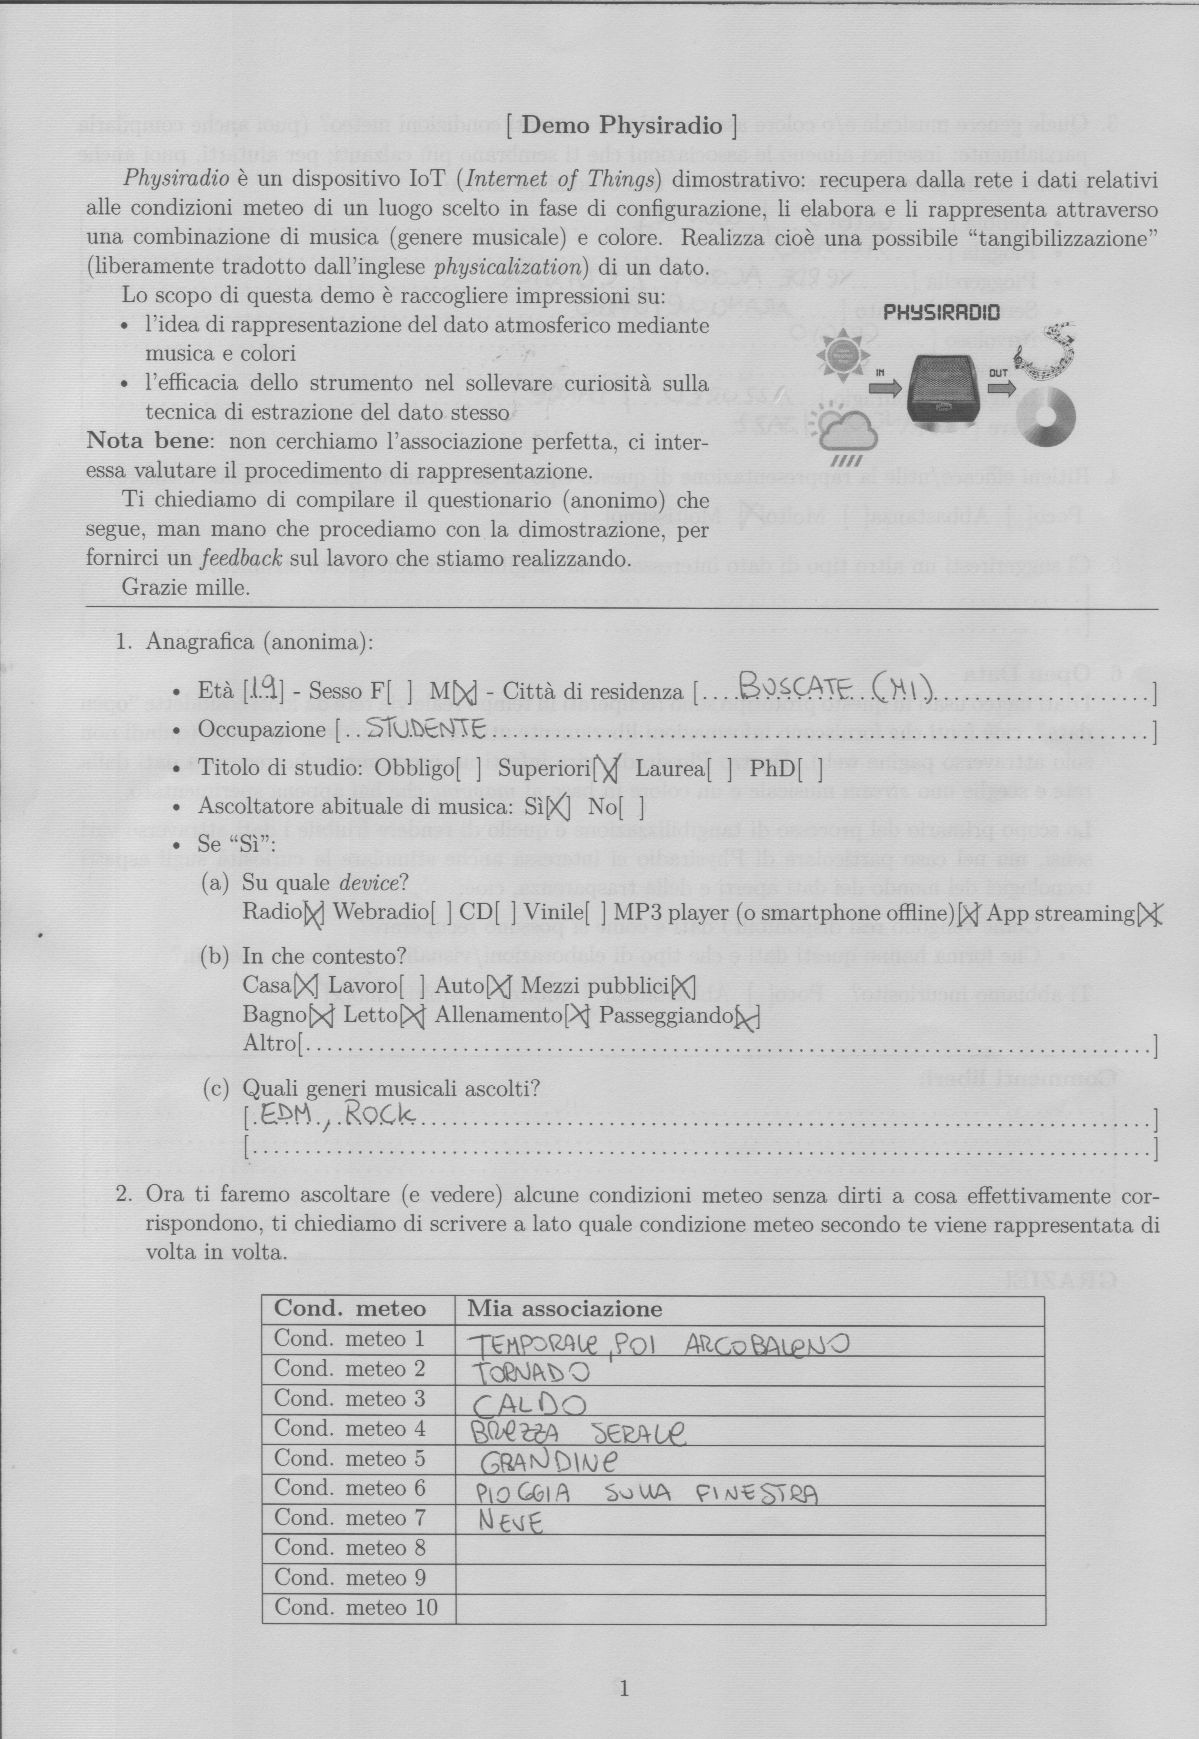 [ Demo Physiradio ]
Physiradio è un dispositivo IoT (Internet of Things) dimostrativo: recupera dalla rete i dati relativi
alle condizioni meteo di un luogo scelto in fase di configurazione, li elabora e li rappresenta attraverso
una combinazione di musica (genere musicale) e colore. Realizza cioè una possibile “tangibilizzazione”
(liberamente tradotto dall'inglese physicalization) di un dato.
Lo scopo di questa demo è raccogliere impressioni su:
• l'idea di rappresentazione del dato atmosferico mediante
musica e colori
• l'efficacia dello strumento nel sollevare curiosità sulla
tecnica di estrazione del dato stesso
Nota bene: non cerchiamo l'associazione perfetta, ci inter-
essa valutare il procedimento di rappresentazione.
Ti chiediamo di compilare il questionario (anonimo) che
segue, man mano che procediamo con la dimostrazione, per
fornirci un feedback sul lavoro che stiamo realizzando.
Grazie mille.
PHYSIRADIO
IN
OUT
1. Anagrafica (anonima):
• Età [19] - Sesso F[ ] M[X] - Città di residenza [....BUSCATE (MI)....................]
• Occupazione [..STUDENTE..............................]
• Titolo di studio: Obbligo[ ] Superiori[X] Laurea[ ] PhD[ ]
• Ascoltatore abituale di musica: Sì[X] No[ ]
• Se “Sì”:
(a) Su quale device?
Radio[X] Webradio[ ] CD[ ] Vinile[ ] MP3 player (o smartphone offline)[X] App streaming[X]
(b) In che contesto?
Casa[X] Lavoro[ ] Auto[X] Mezzi pubblici[X]
Bagno[X] Letto[X] Allenamento[X] Passeggiando[X]
Altro[..............................]
(c) Quali generi musicali ascolti?
[.EDM, ROCK..............................]
[..............................]
2. Ora ti faremo ascoltare (e vedere) alcune condizioni meteo senza dirti a cosa effettivamente cor-
rispondono, ti chiediamo di scrivere a lato quale condizione meteo secondo te viene rappresentata di
volta in volta.
Cond. meteo Mia associazione
Cond. meteo 1 TEMPORALE, POI ARCOBALENO
Cond. meteo 2 TORNADO
Cond. meteo 3 CALDO
Cond. meteo 4 BREZZA SERALE
Cond. meteo 5 GRANDINE
Cond. meteo 6 PIOGGIA SULLA FINESTRA
Cond. meteo 7 NEVE
Cond. meteo 8
Cond. meteo 9
Cond. meteo 10
1